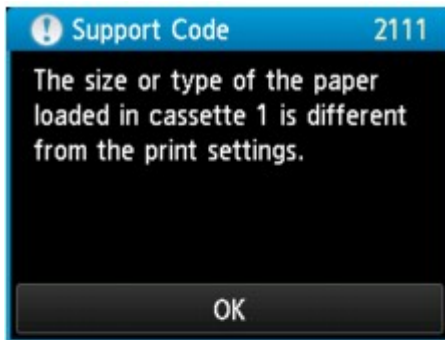 Support Code 2111
The size or type of the paper
loaded in cassette 1 is different
from the print settings.
OK